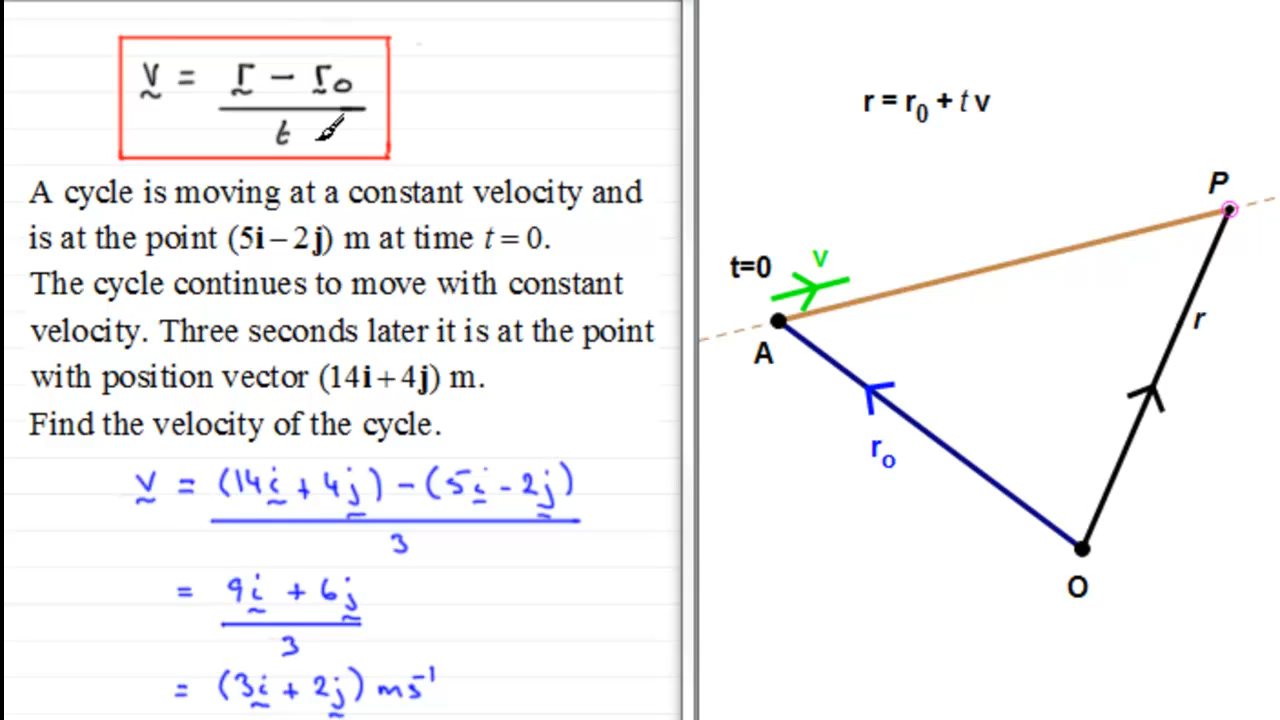 v = r − r₀
t
A cycle is moving at a constant velocity and
is at the point (5i − 2j) m at time t = 0.
The cycle continues to move with constant
velocity. Three seconds later it is at the point
with position vector (14i + 4j) m.
Find the velocity of the cycle.
v = (14i + 4j) − (5i − 2j)
3
= 9i + 6j
3
= (3i + 2j) ms⁻¹
r = r₀ + t v
P
t=0
v
A
r
r₀
O